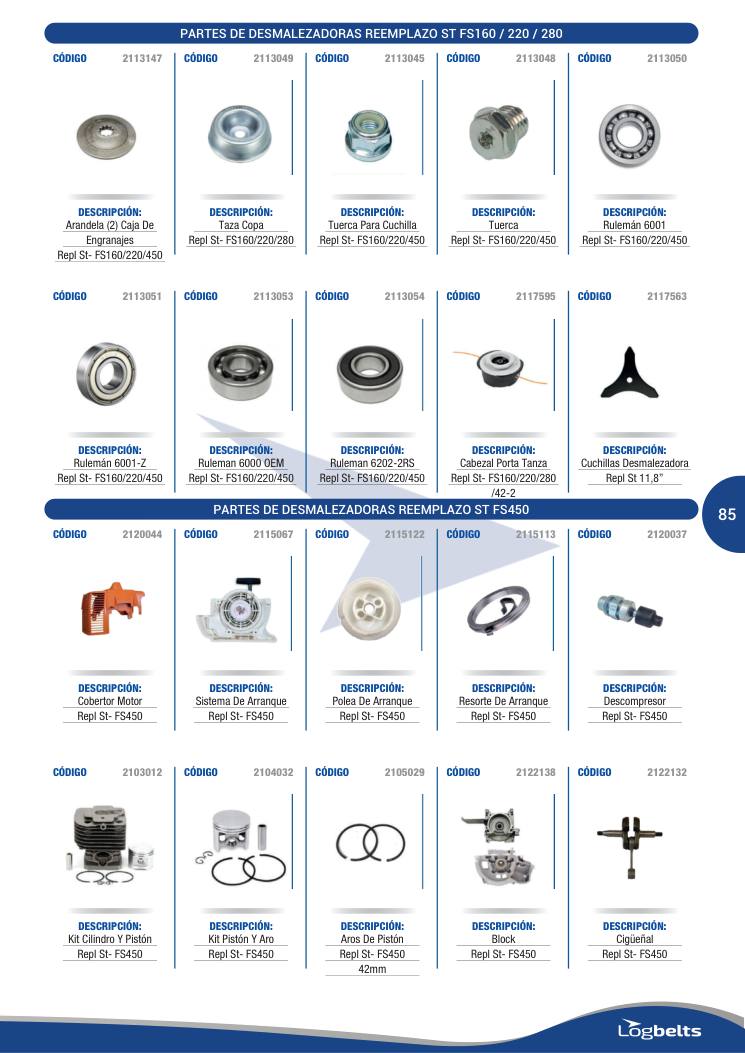 PARTES DE DESMALEZADORAS REEMPLAZO ST FS160 / 220 / 280
CÓDIGO 2113147
DESCRIPCIÓN:
Arandela (2) Caja De
Engranajes
Repl St- FS160/220/450
CÓDIGO 2113049
DESCRIPCIÓN:
Taza Copa
Repl St- FS160/220/280
CÓDIGO 2113045
DESCRIPCIÓN:
Tuerca Para Cuchilla
Repl St- FS160/220/450
CÓDIGO 2113048
DESCRIPCIÓN:
Tuerca
Repl St- FS160/220/450
CÓDIGO 2113050
DESCRIPCIÓN:
Rulemán 6001
Repl St- FS160/220/450
CÓDIGO 2113051
DESCRIPCIÓN:
Rulemán 6001-Z
Repl St- FS160/220/450
CÓDIGO 2113053
DESCRIPCIÓN:
Ruleman 6000 OEM
Repl St- FS160/220/450
CÓDIGO 2113054
DESCRIPCIÓN:
Ruleman 6202-2RS
Repl St- FS160/220/450
CÓDIGO 2117595
DESCRIPCIÓN:
Cabezal Porta Tanza
Repl St- FS160/220/280
/42-2
CÓDIGO 2117563
DESCRIPCIÓN:
Cuchillas Desmalezadora
Repl St 11,8”
PARTES DE DESMALEZADORAS REEMPLAZO ST FS450
85
CÓDIGO 2120044
DESCRIPCIÓN:
Cobertor Motor
Repl St- FS450
CÓDIGO 2115067
DESCRIPCIÓN:
Sistema De Arranque
Repl St- FS450
CÓDIGO 2115122
DESCRIPCIÓN:
Polea De Arranque
Repl St- FS450
CÓDIGO 2115113
DESCRIPCIÓN:
Resorte De Arranque
Repl St- FS450
CÓDIGO 2120037
DESCRIPCIÓN:
Descompresor
Repl St- FS450
CÓDIGO 2103012
DESCRIPCIÓN:
Kit Cilindro Y Pistón
Repl St- FS450
CÓDIGO 2104032
DESCRIPCIÓN:
Kit Pistón Y Aro
Repl St- FS450
CÓDIGO 2105029
DESCRIPCIÓN:
Aros De Pistón
Repl St- FS450
42mm
CÓDIGO 2122138
DESCRIPCIÓN:
Block
Repl St- FS450
CÓDIGO 2122132
DESCRIPCIÓN:
Cigüeñal
Repl St- FS450
Logbelts